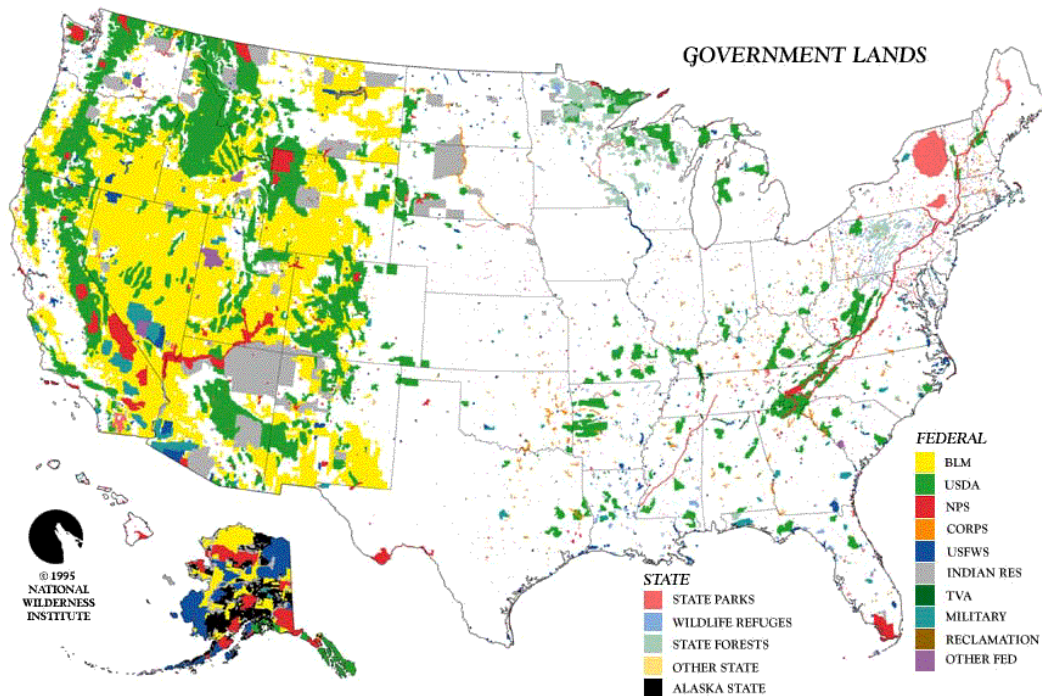 GOVERNMENT LANDS
FEDERAL
BLM
USDA
NPS
CORPS
USFWS
INDIAN RES
TVA
MILITARY
RECLAMATION
OTHER FED
STATE
STATE PARKS
WILDLIFE REFUGES
STATE FORESTS
OTHER STATE
ALASKA STATE
© 1995
NATIONAL
WILDERNESS
INSTITUTE